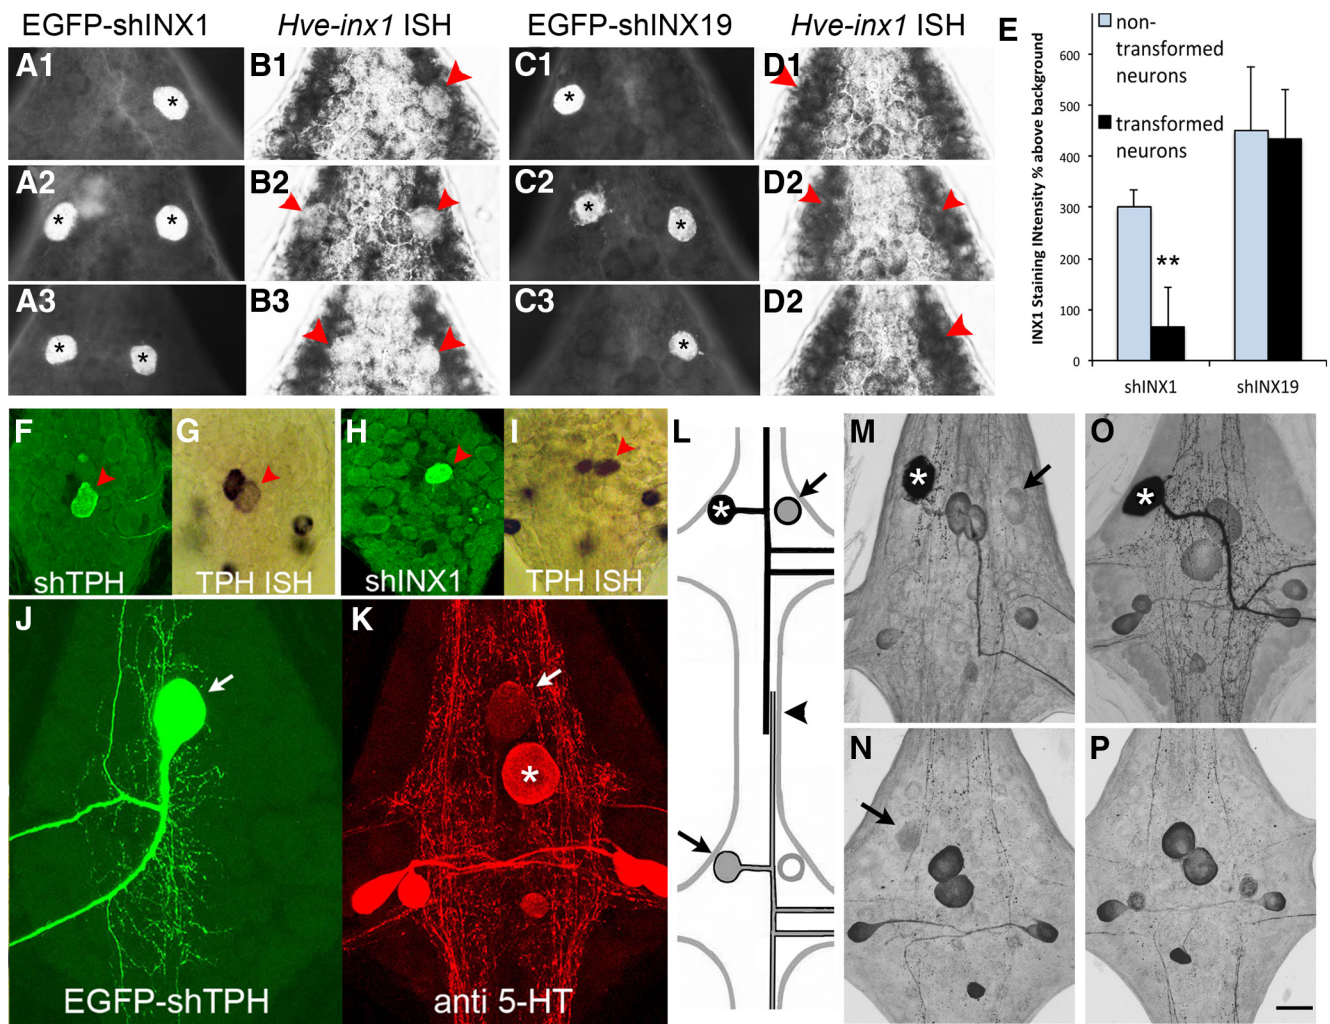 EGFP-shINX1
Hve-inx1 ISH
EGFP-shINX19
Hve-inx1 ISH
A1
*
B1
C1
*
D1
A2
*
*
B2
C2
*
*
D2
A3
*
*
B3
C3
*
D2
E
non-
transformed
neurons
transformed
neurons
INX1 Staining INtensity % above background
600
500
400
300
200
100
0
**
shINX1
shINX19
F
shTPH
G
TPH ISH
H
shINX1
I
TPH ISH
J
EGFP-shTPH
K
*
anti 5-HT
L
*
M
*
O
*
N
P